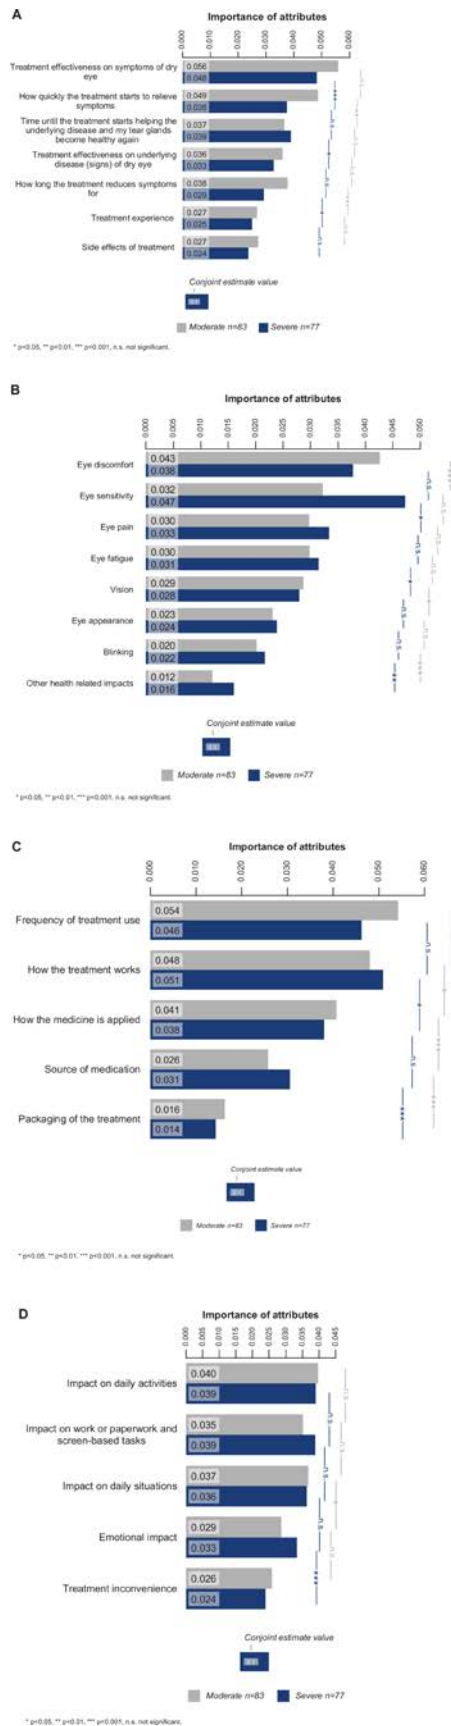 A
Importance of attributes
0.000 0.010 0.020 0.030 0.040 0.050 0.060
Treatment effectiveness on symptoms of dry
eye
0.056
0.048
How quickly the treatment starts to relieve
symptoms
0.049
0.038
Time until the treatment starts helping the
underlying disease and my tear glands
become healthy again
0.037
0.039
Treatment effectiveness on underlying
disease (signs) of dry eye
0.036
0.033
How long the treatment reduces symptoms
for
0.038
0.029
Treatment experience
0.027
0.025
Side effects of treatment
0.027
0.024
Conjoint estimate value
Moderate n=83 Severe n=77
* p<0.05, ** p<0.01, *** p<0.001, n.s. not significant.
B
Importance of attributes
0.000 0.005 0.010 0.015 0.020 0.025 0.030 0.035 0.040 0.045 0.050
Eye discomfort
0.043
0.038
Eye sensitivity
0.032
0.047
Eye pain
0.030
0.033
Eye fatigue
0.030
0.031
Vision
0.029
0.028
Eye appearance
0.023
0.024
Blinking
0.020
0.022
Other health related impacts
0.012
0.016
Conjoint estimate value
Moderate n=83 Severe n=77
* p<0.05, ** p<0.01, *** p<0.001, n.s. not significant.
C
Importance of attributes
0.000 0.010 0.020 0.030 0.040 0.050 0.060
Frequency of treatment use
0.054
0.046
How the treatment works
0.048
0.051
How the medicine is applied
0.041
0.038
Source of medication
0.026
0.031
Packaging of the treatment
0.016
0.014
Conjoint estimate value
Moderate n=83 Severe n=77
* p<0.05, ** p<0.01, *** p<0.001, n.s. not significant.
D
Importance of attributes
0.000 0.005 0.010 0.015 0.020 0.025 0.030 0.035 0.040 0.045
Impact on daily activities
0.040
0.039
Impact on work or paperwork and
screen-based tasks
0.035
0.039
Impact on daily situations
0.037
0.036
Emotional impact
0.029
0.033
Treatment inconvenience
0.026
0.024
Conjoint estimate value
Moderate n=83 Severe n=77
* p<0.05, ** p<0.01, *** p<0.001, n.s. not significant.